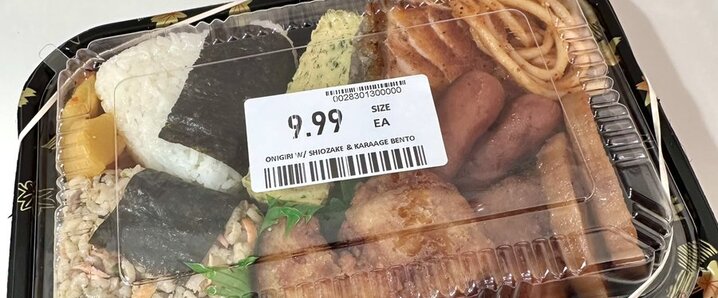 0028301300000
9.99
SIZE
EA
ONIGIRI W/ SHIOZAKE & KARAAGE BENTO